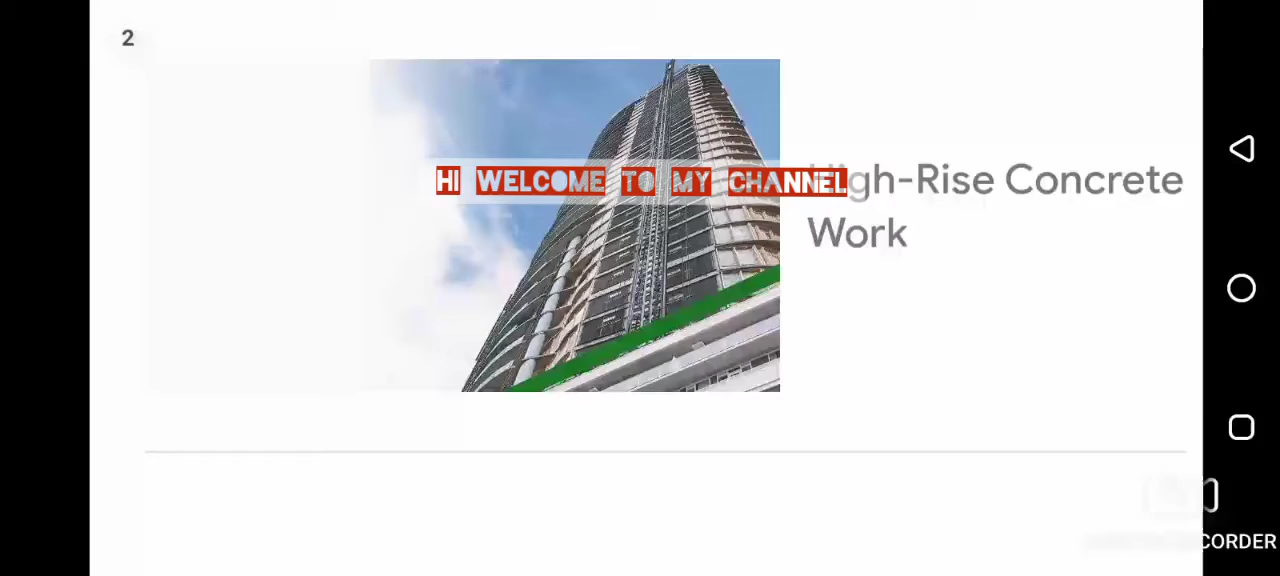 2
HI WELCOME TO MY CHANNEL
High-Rise Concrete
Work
CORDER